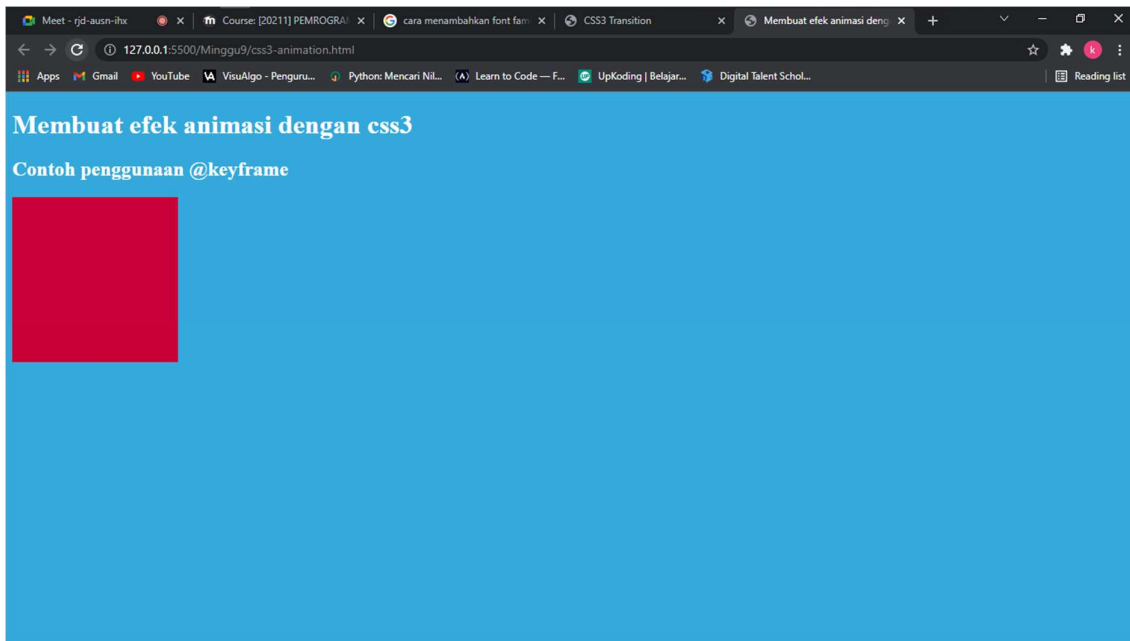 Meet - rjd-ausn-ihx
Course: [20211] PEMROGRA
cara menambahkan font fam
CSS3 Transition
Membuat efek animasi deng
127.0.0.1:5500/Minggu9/css3-animation.html
k
Apps
Gmail
YouTube
VisuAlgo - Penguru...
Python: Mencari Nil...
Learn to Code — F...
UpKoding | Belajar...
Digital Talent Schol...
Reading list
Membuat efek animasi dengan css3
Contoh penggunaan @keyframe